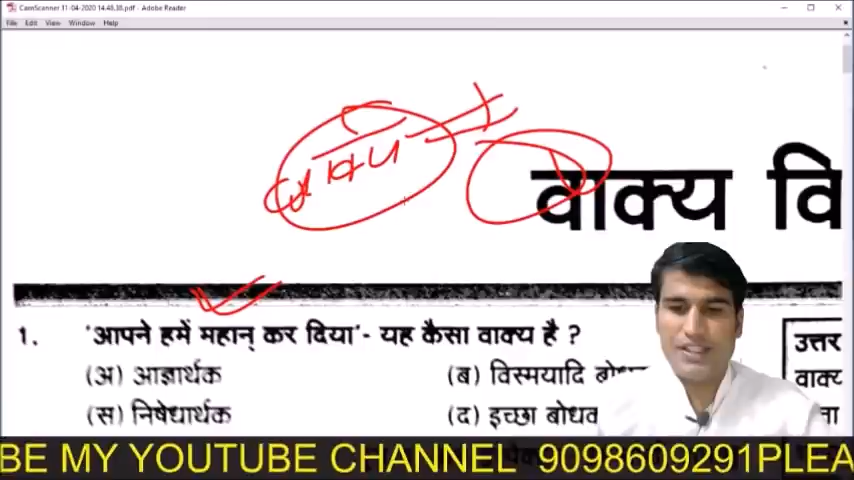 CamScanner 11-04-2020 14.48.38.pdf - Adobe Reader
File Edit View Window Help
वाक्य वि
1. 'आपने हमें महान् कर दिया'- यह कैसा वाक्य है ?
उत्तर
(अ) आज्ञार्थक (ब) विस्मयादि
वाक्य
(स) निषेधार्थक (द) इच्छा
BE MY YOUTUBE CHANNEL 9098609291PLEA